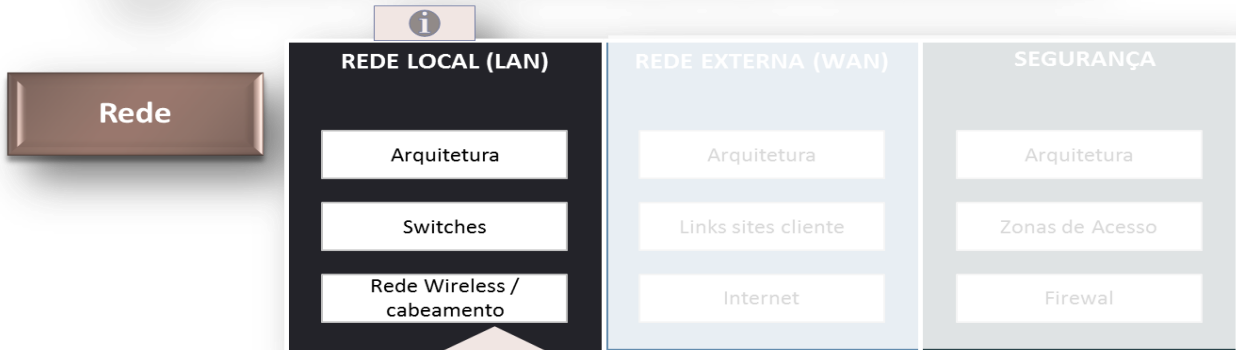 i
REDE LOCAL (LAN)
REDE EXTERNA (WAN)
SEGURANÇA
Rede
Arquitetura
Arquitetura
Arquitetura
Switches
Links sites cliente
Zonas de Acesso
Rede Wireless /
cabeamento
Internet
Firewal